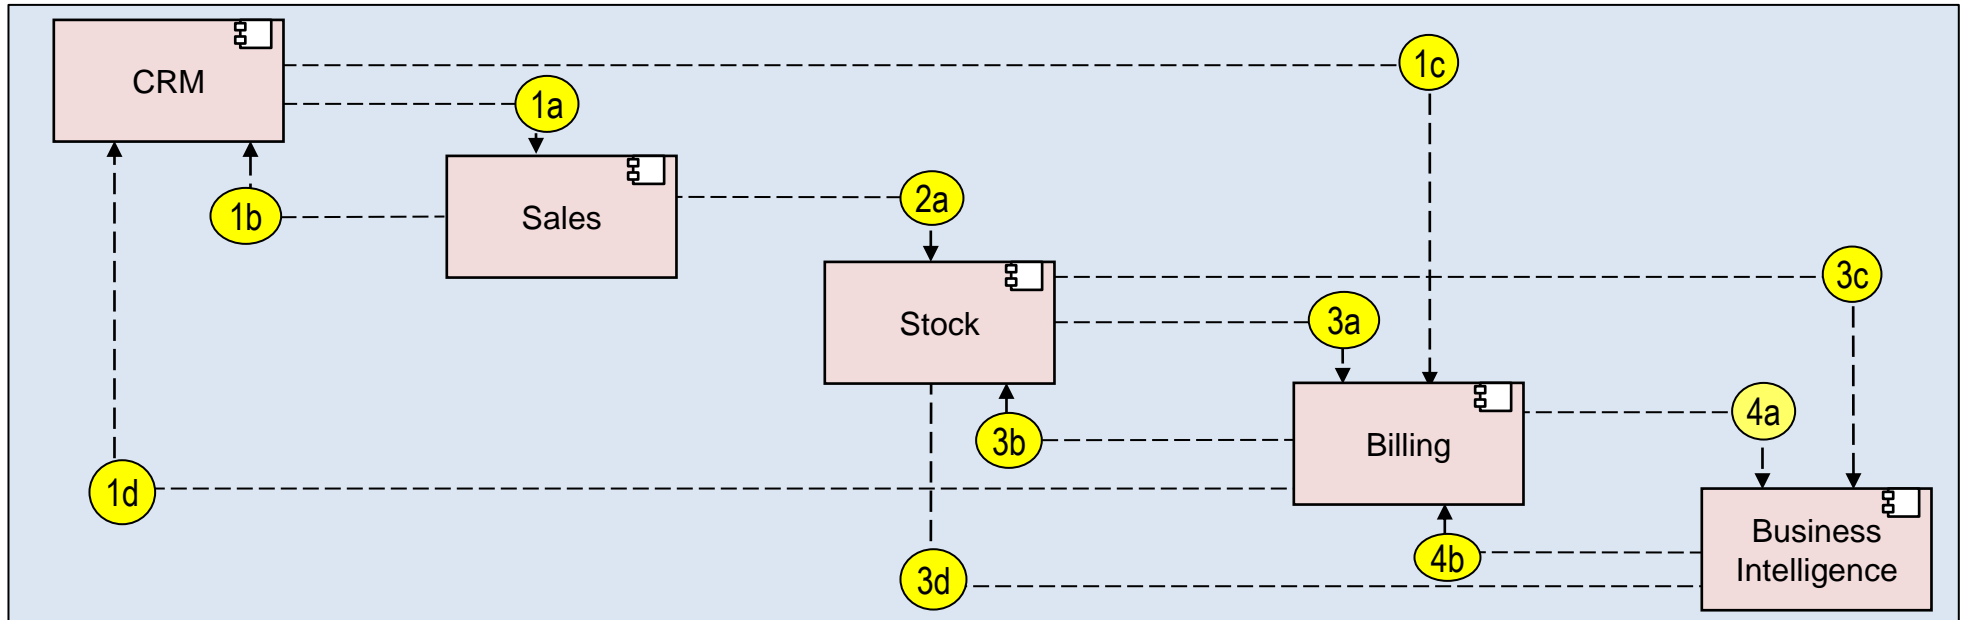 CRM
1c
1a
1b
Sales
2a
Stock
3c
3a
3b
Billing
4a
1d
4b
Business
Intelligence
3d